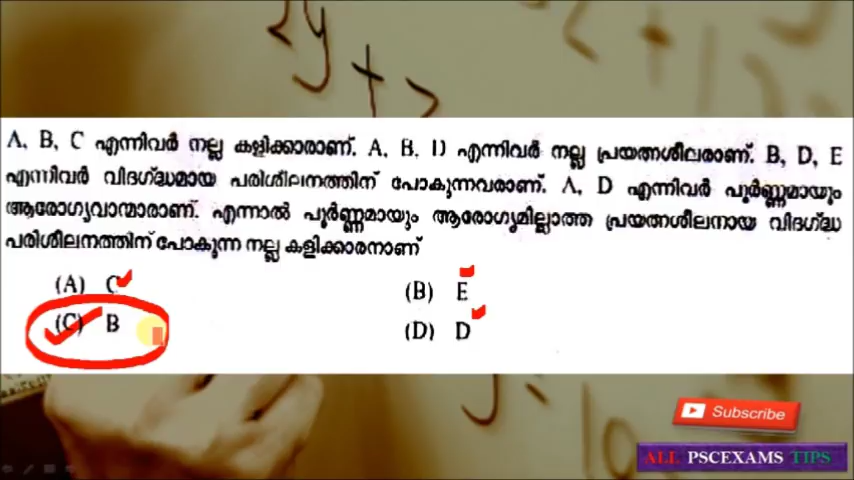 2y + 2
A, B, C എന്നിവർ നല്ല കളിക്കാരാണ്. A, B, D എന്നിവർ നല്ല പ്രയത്നശീലരാണ്. B, D, E
എന്നിവർ വിദഗ്ദ്ധമായ പരിശീലനത്തിന് പോകുന്നവരാണ്. A, D എന്നിവർ പൂർണ്ണമായും
ആരോഗ്യവാന്മാരാണ്. എന്നാൽ പൂർണ്ണമായും ആരോഗ്യമില്ലാത്ത പ്രയത്നശീലനായ വിദഗ്ദ്ധ
പരിശീലനത്തിന് പോകുന്ന നല്ല കളിക്കാരനാണ്
(A) C (B) E
(C) B (D) D
Subscribe
ALL PSCEXAMS TIPS